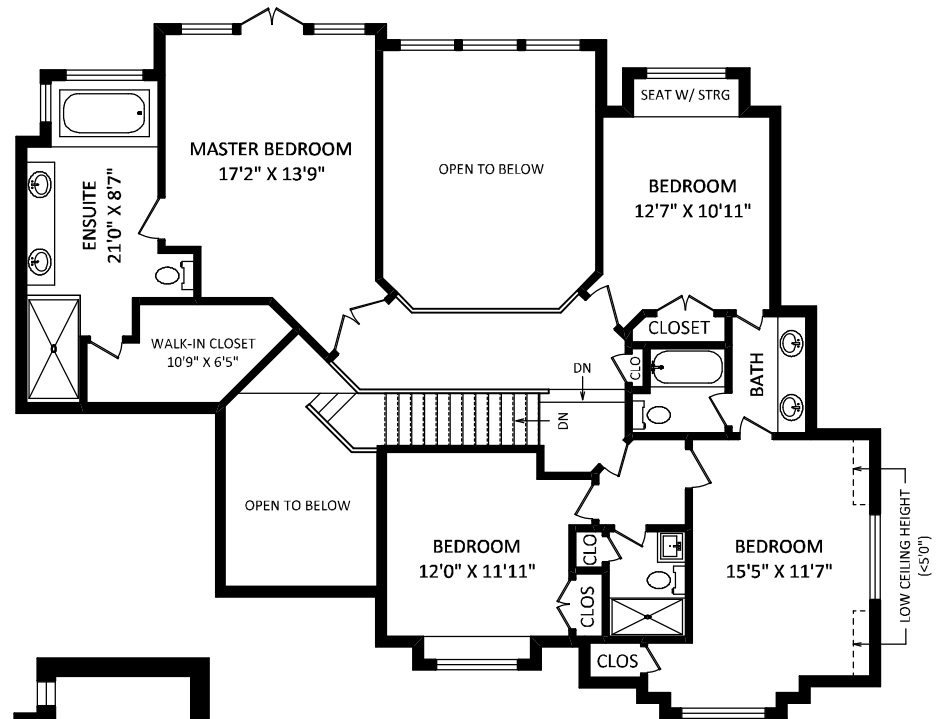 SEAT W/ STRG
MASTER BEDROOM
17'2" X 13'9"
OPEN TO BELOW
BEDROOM
12'7" X 10'11"
ENSUITE
21'0" X 8'7"
WALK-IN CLOSET
10'9" X 6'5"
CLOSET
CLO
BATH
DN
DN
OPEN TO BELOW
BEDROOM
12'0" X 11'11"
CLO
CLOS
BEDROOM
15'5" X 11'7"
LOW CEILING HEIGHT
(<5'0")
CLOS